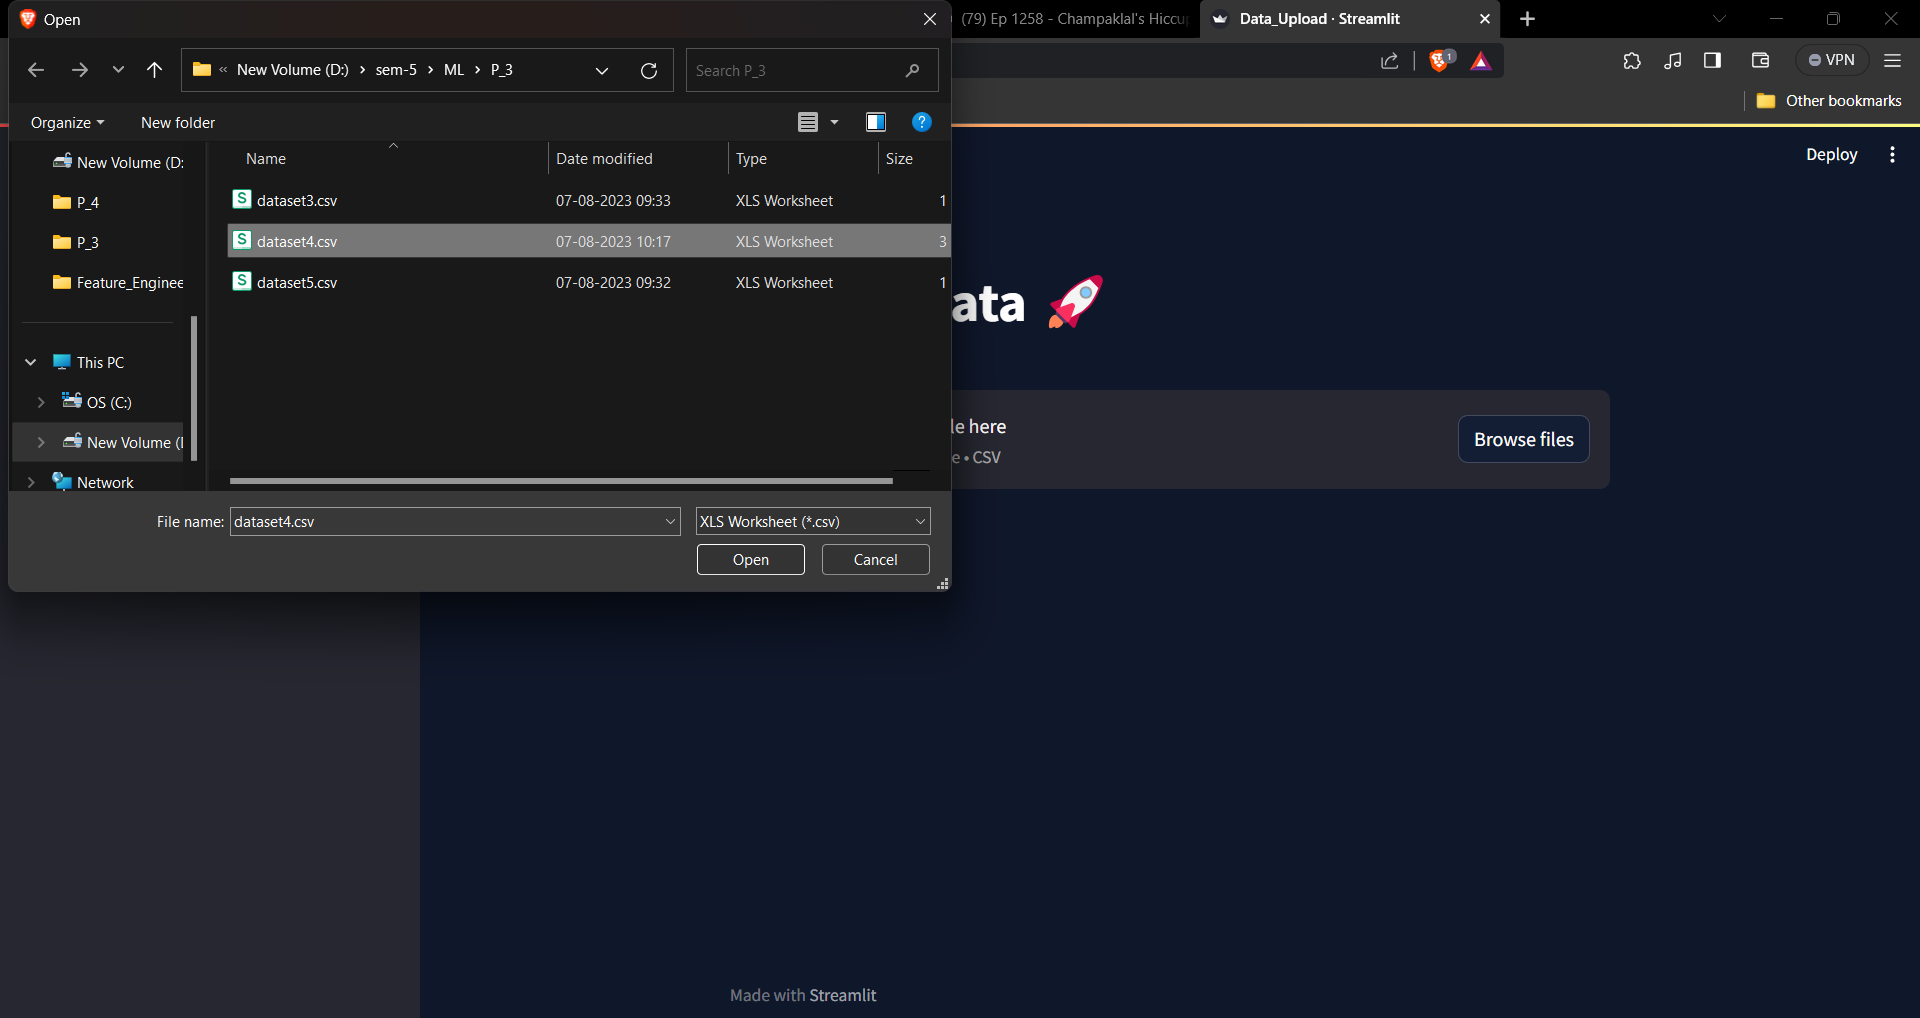 Open
(79) Ep 1258 - Champaklal's Hiccu
Data_Upload · Streamlit
« New Volume (D:) › sem-5 › ML › P_3
Search P_3
1
VPN
Other bookmarks
Organize
New folder
?
Deploy
Name
Date modified
Type
Size
New Volume (D:
P_4
P_3
Feature_Enginee
This PC
OS (C:)
New Volume (
Network
dataset3.csv 07-08-2023 09:33 XLS Worksheet 1
dataset4.csv 07-08-2023 10:17 XLS Worksheet 3
dataset5.csv 07-08-2023 09:32 XLS Worksheet 1
ata
le here
e • CSV
Browse files
File name: dataset4.csv
XLS Worksheet (*.csv)
Open
Cancel
Made with Streamlit